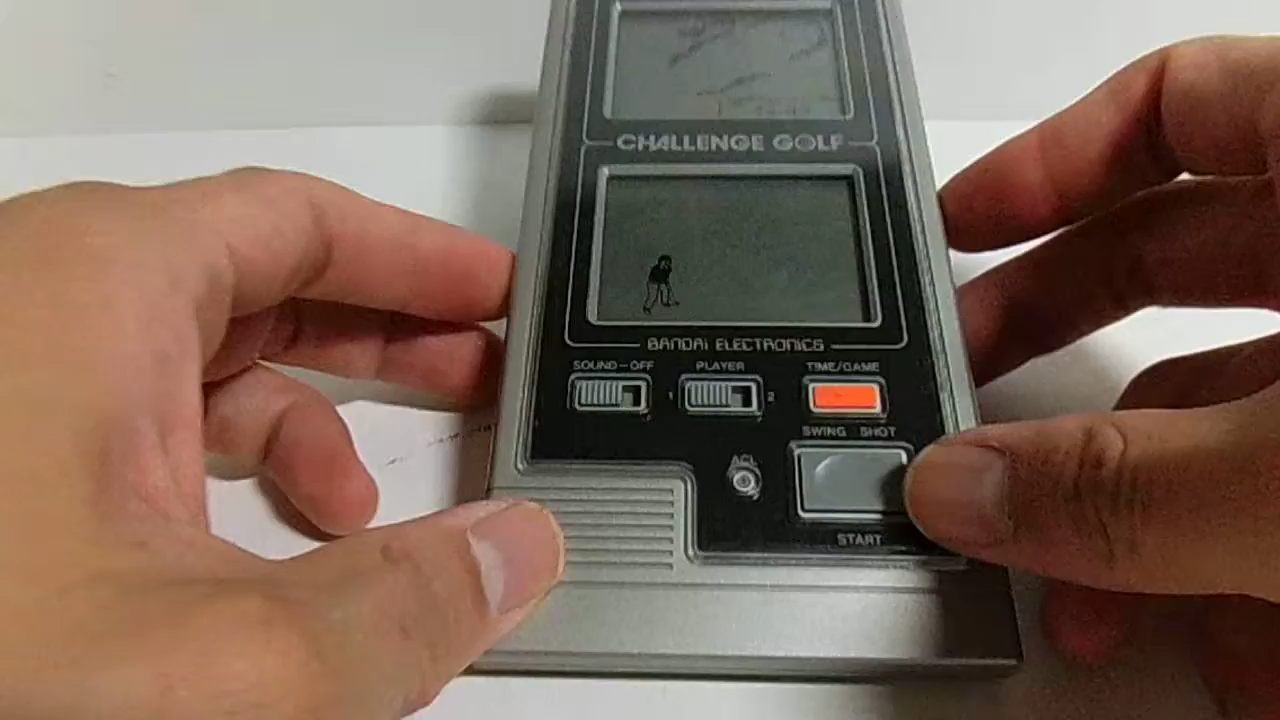 CHALLENGE GOLF
BANDAI ELECTRONICS
SOUND-OFF PLAYER TIME/GAME
1 2
SWING SHOT
ACL
START